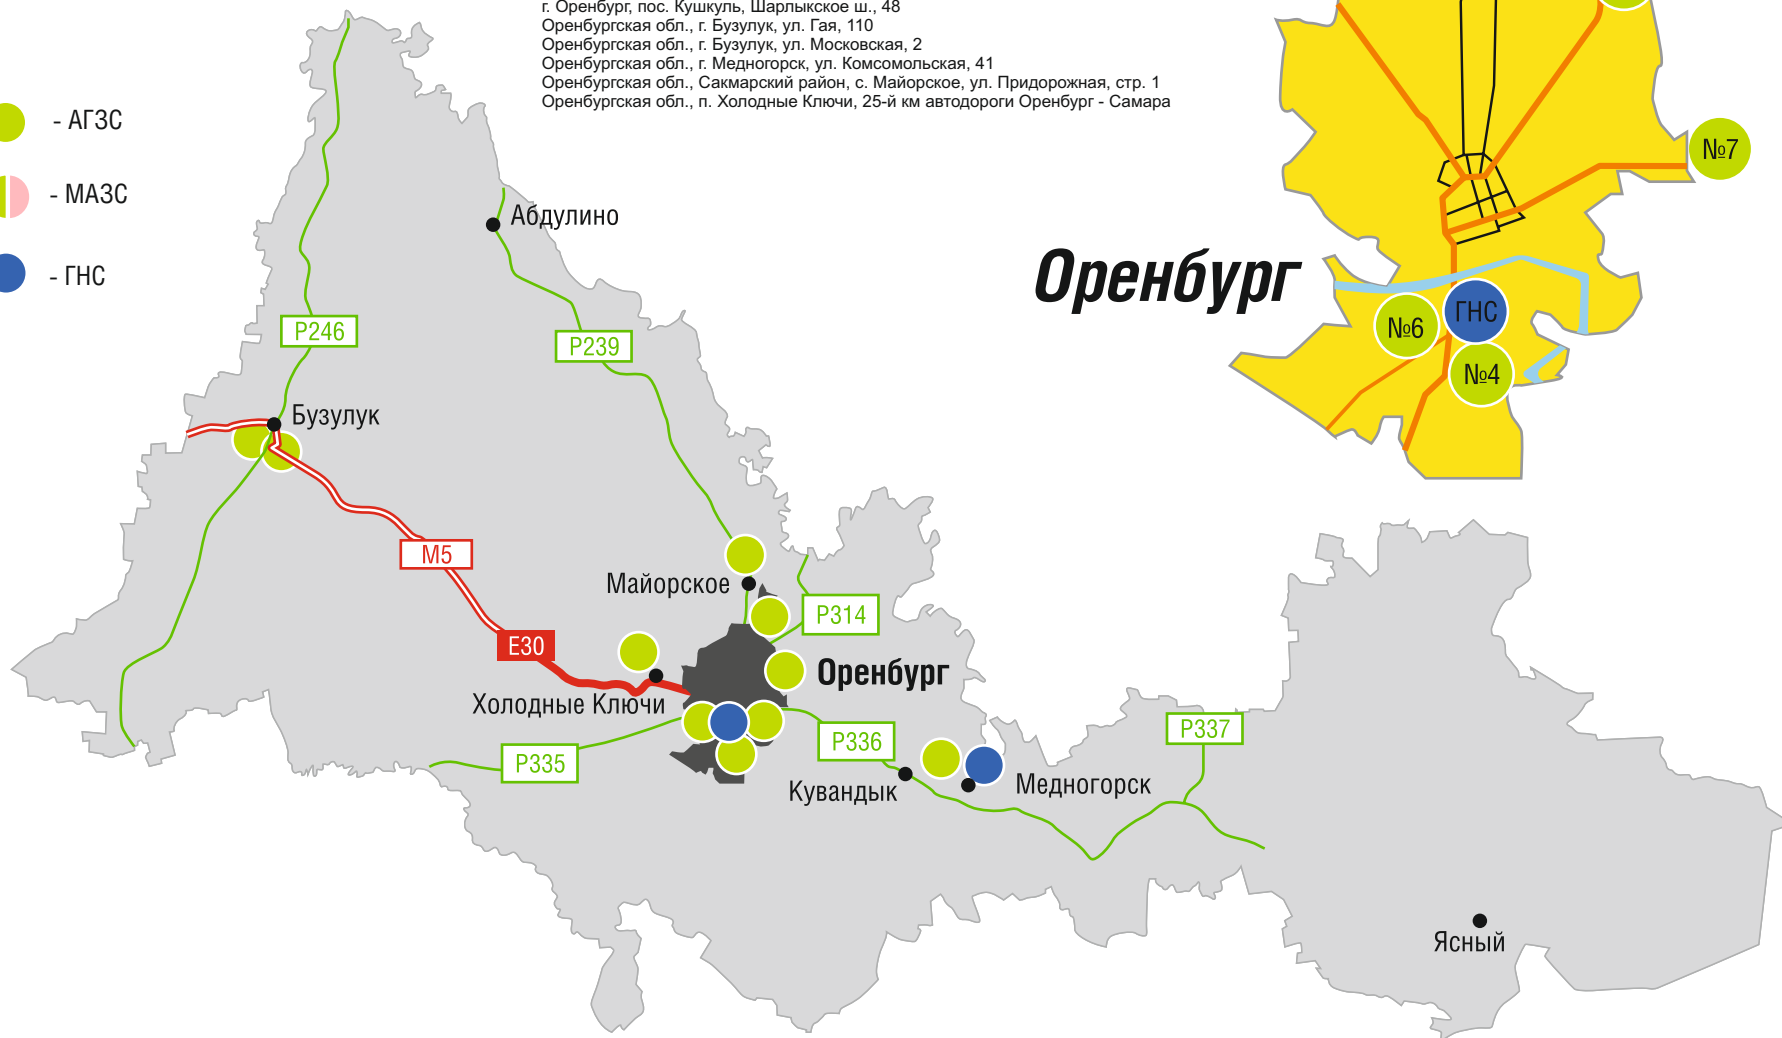 г. Оренбург, пос. Кушкуль, Шарлыкское ш., 48
Оренбургская обл., г. Бузулук, ул. Гая, 110
Оренбургская обл., г. Бузулук, ул. Московская, 2
Оренбургская обл., г. Медногорск, ул. Комсомольская, 41
Оренбургская обл., Сакмарский район, с. Майорское, ул. Придорожная, стр. 1
Оренбургская обл., п. Холодные Ключи, 25-й км автодороги Оренбург - Самара
- АГЗС
- МАЗС
- ГНС
№7
Оренбург
ГНС
№6
№4
Абдулино
Р246
Р239
Бузулук
М5
Майорское
Р314
Е30
Оренбург
Холодные Ключи
Р335
Р336
Р337
Кувандык
Медногорск
Ясный